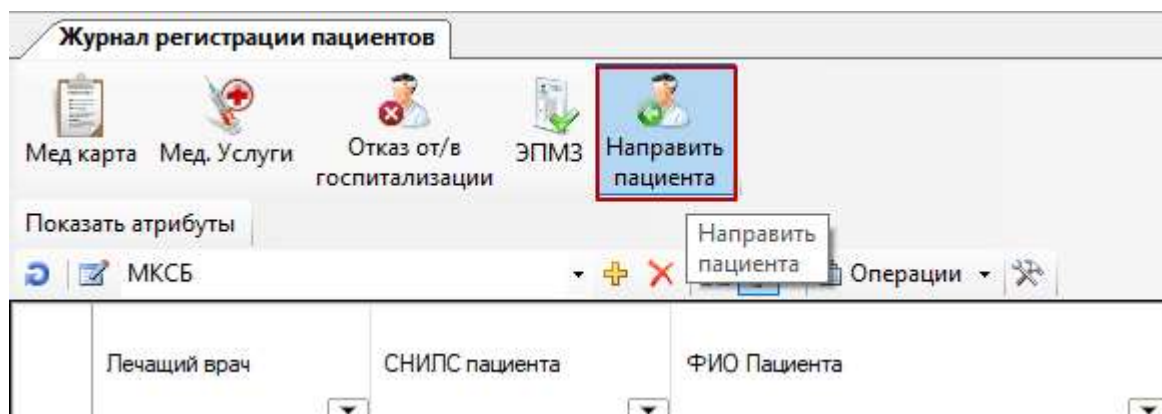 Журнал регистрации пациентов
Мед карта Мед. Услуги Отказ от/в госпитализации ЭПМЗ Направить пациента
Показать атрибуты
Направить
пациента
МКСБ Операции
Лечащий врач СНИЛС пациента ФИО Пациента